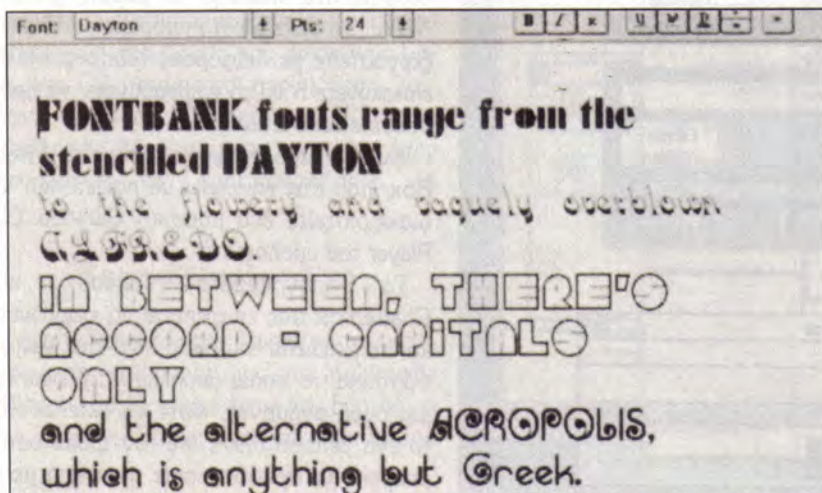 Font: Dayton Pts: 24 B I x U W D
FONTBANK fonts range from the
stencilled DAYTON
to the flowery and vaguely overblown
ALFREDO.
IN BETWEEN, THERE'S
ACCORD - CAPITALS
ONLY
and the alternative ACROPOLIS,
which is anything but Greek.